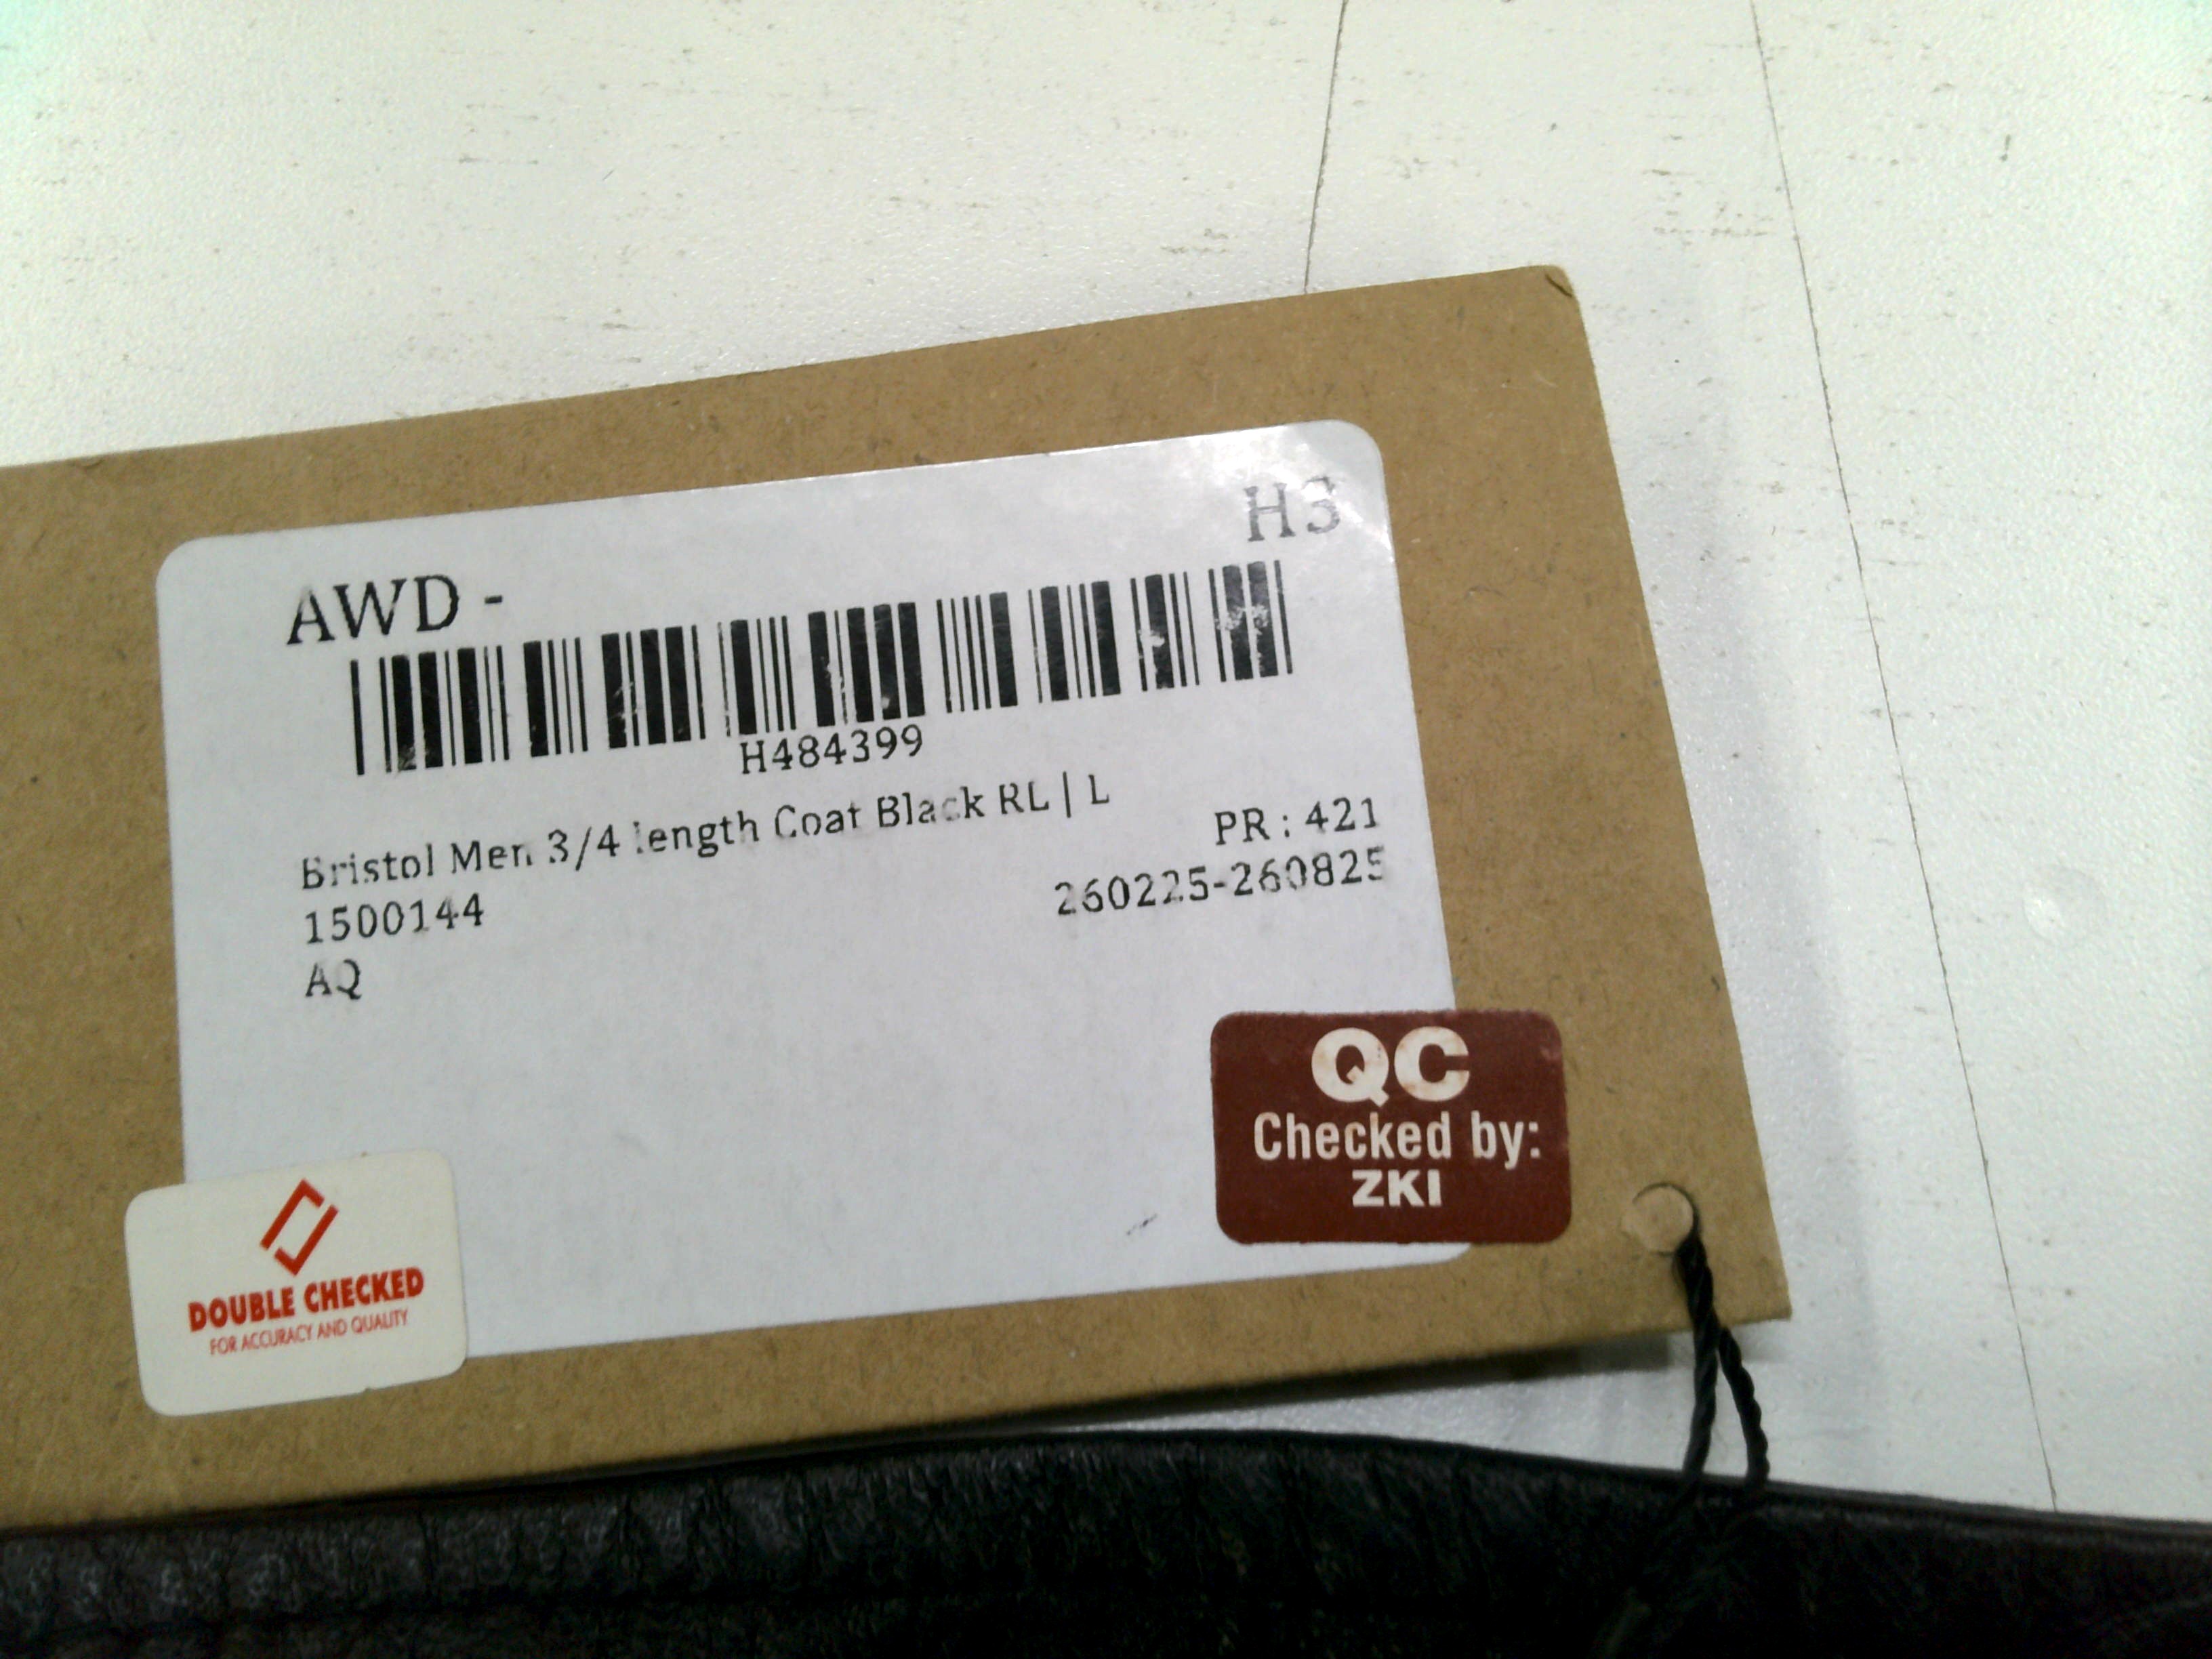 H3
AWD -
H484399
Bristol Men 3/4 length Coat Black RL | L
PR : 421
1500144
260225-260825
AQ
QC
Checked by:
ZKI
DOUBLE CHECKED
FOR ACCURACY AND QUALITY